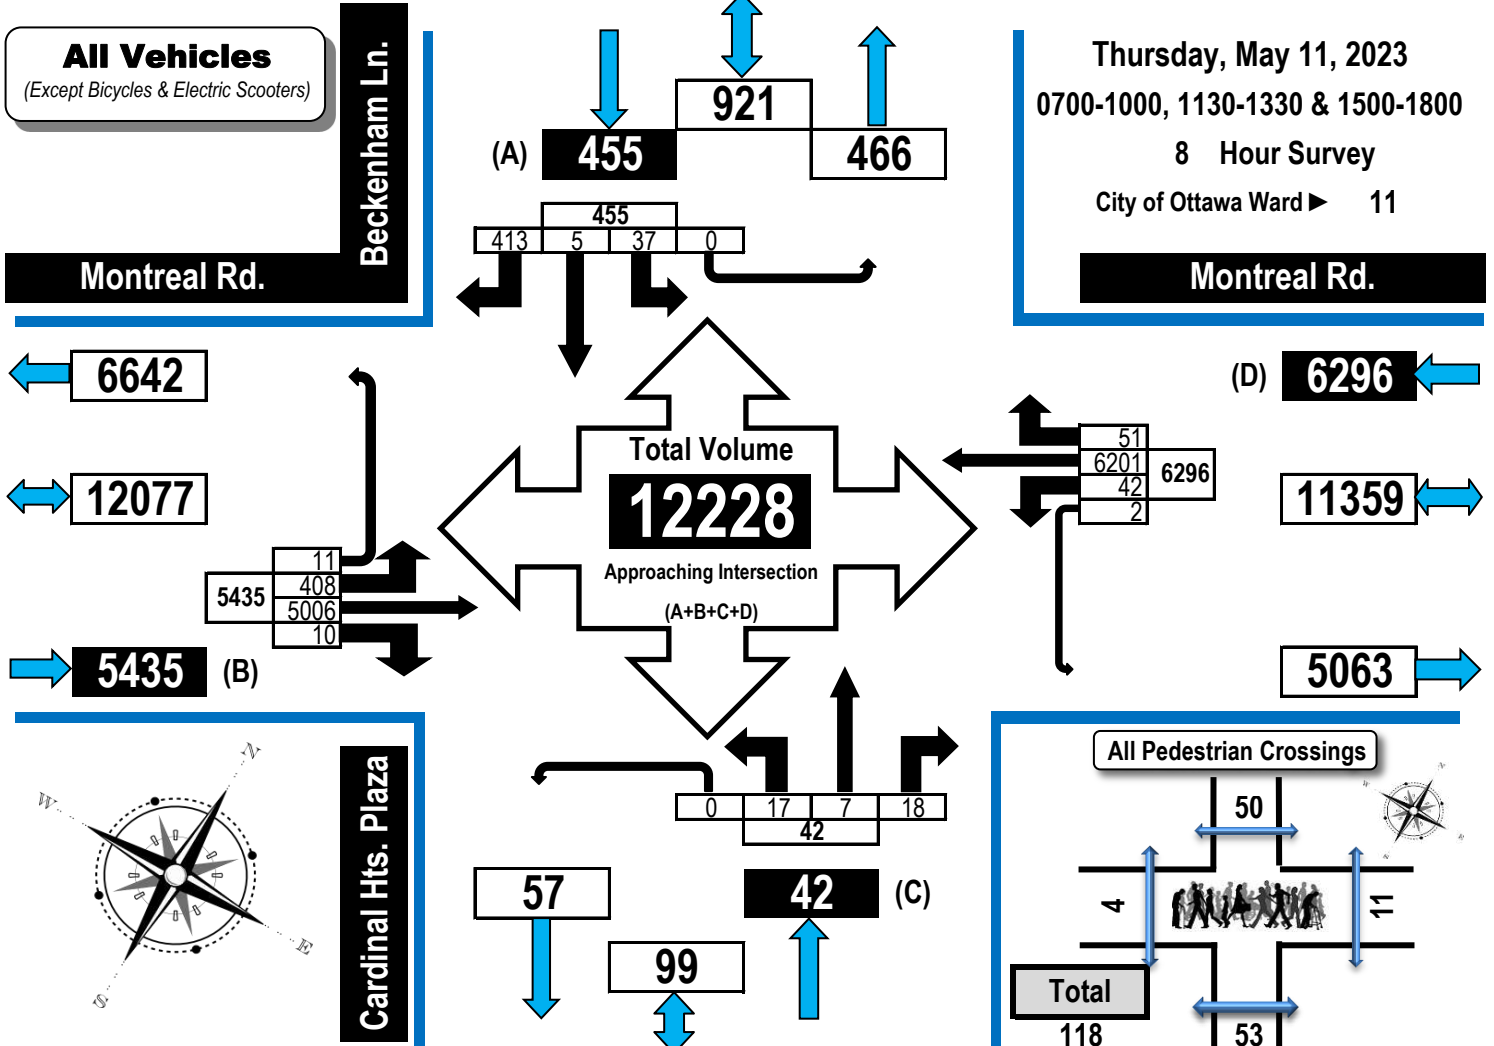 All Vehicles
(Except Bicycles & Electric Scooters)
Beckenham Ln.
Montreal Rd.
921
(A) 455
466
455
413 5 37 0
Thursday, May 11, 2023
0700-1000, 1130-1330 & 1500-1800
8 Hour Survey
City of Ottawa Ward ► 11
Montreal Rd.
6642
12077
11
408
5006
10
5435
5435 (B)
Total Volume
12228
Approaching Intersection
(A+B+C+D)
(D) 6296
51
6201
42
2
6296
11359
5063
N
W
E
S
Cardinal Hts. Plaza
0 17 7 18
42
57
42 (C)
99
All Pedestrian Crossings
50
4
11
Total
118
53